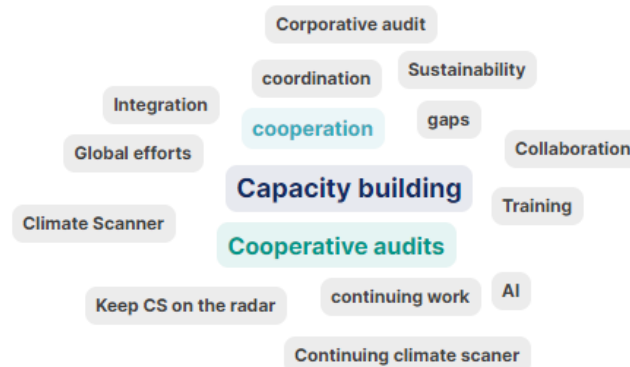 Corporative audit
coordination
Sustainability
Integration
cooperation
gaps
Global efforts
Collaboration
Capacity building
Training
Climate Scanner
Cooperative audits
AI
Keep CS on the radar
continuing work
Continuing climate scaner